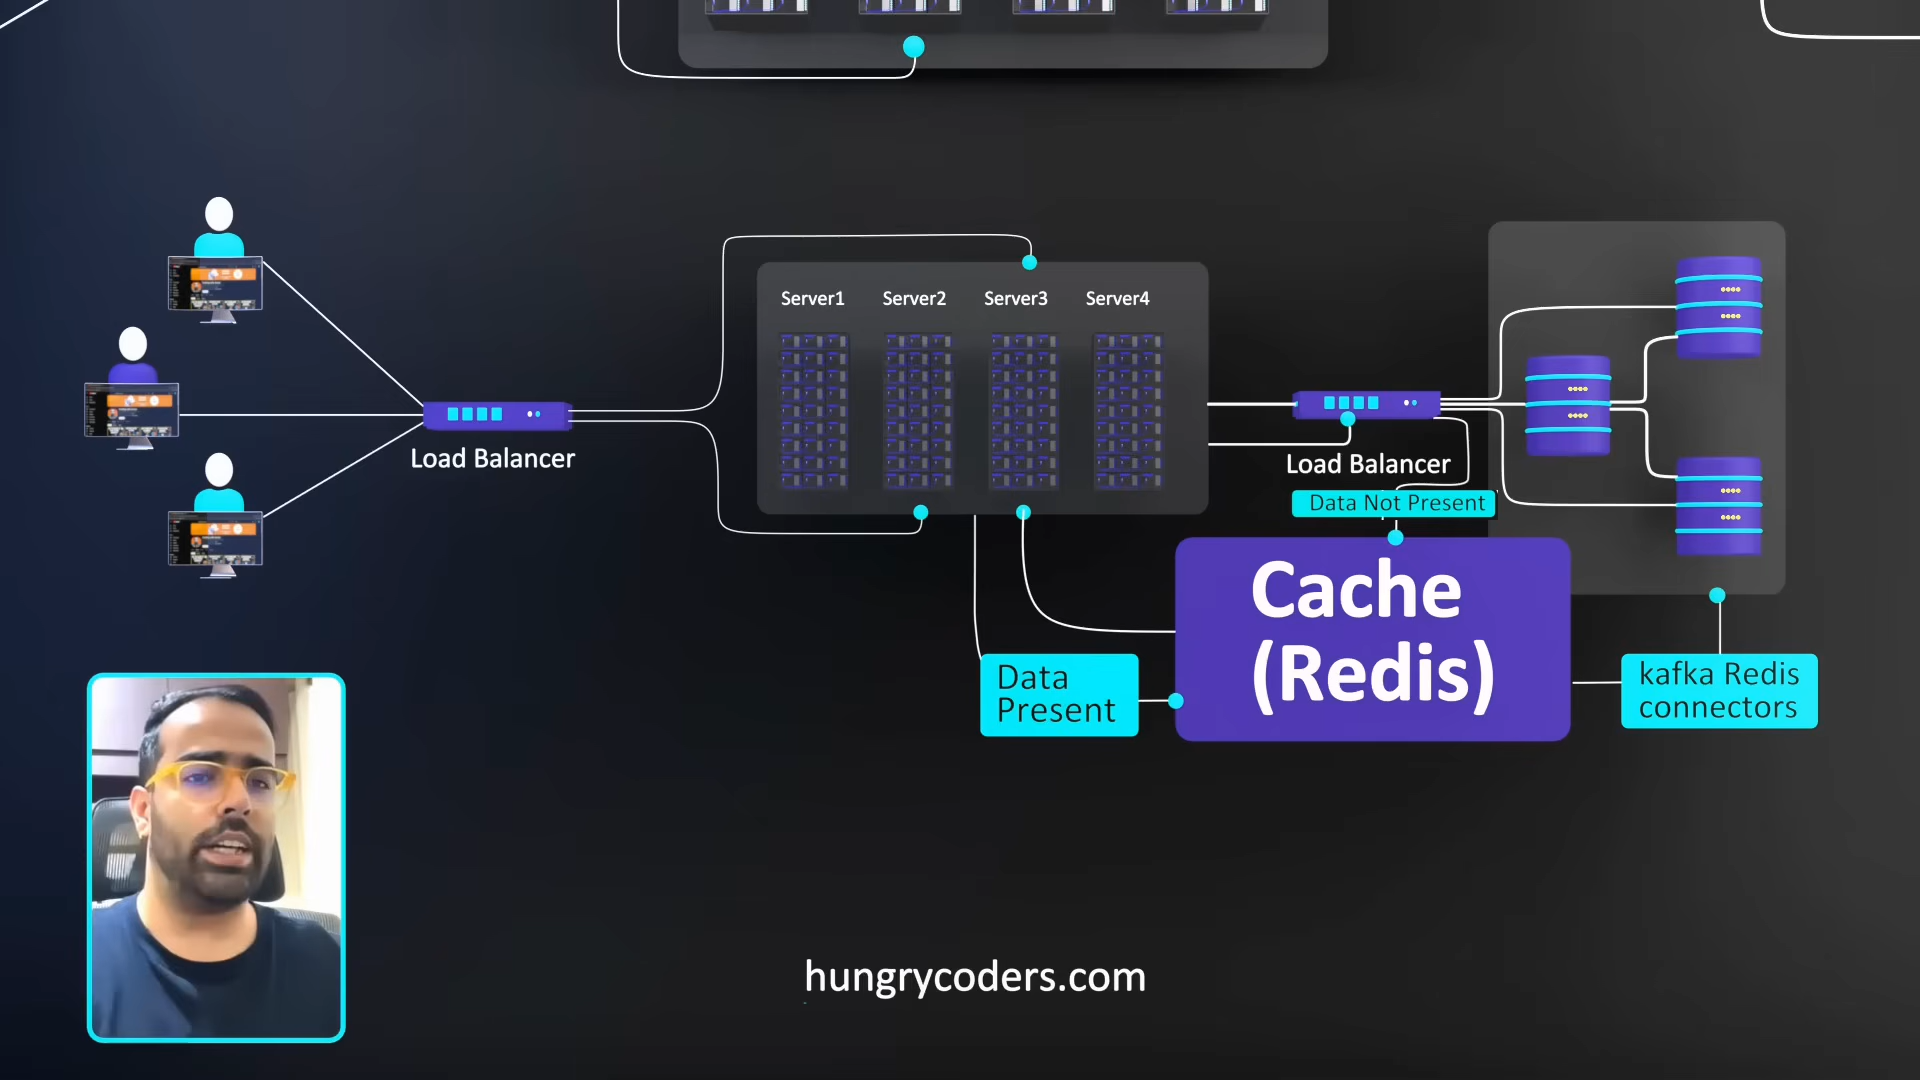 Server1 Server2 Server3 Server4
Load Balancer
Load Balancer
Data Not Present
Cache
(Redis)
Data
Present
kafka Redis
connectors
hungrycoders.com